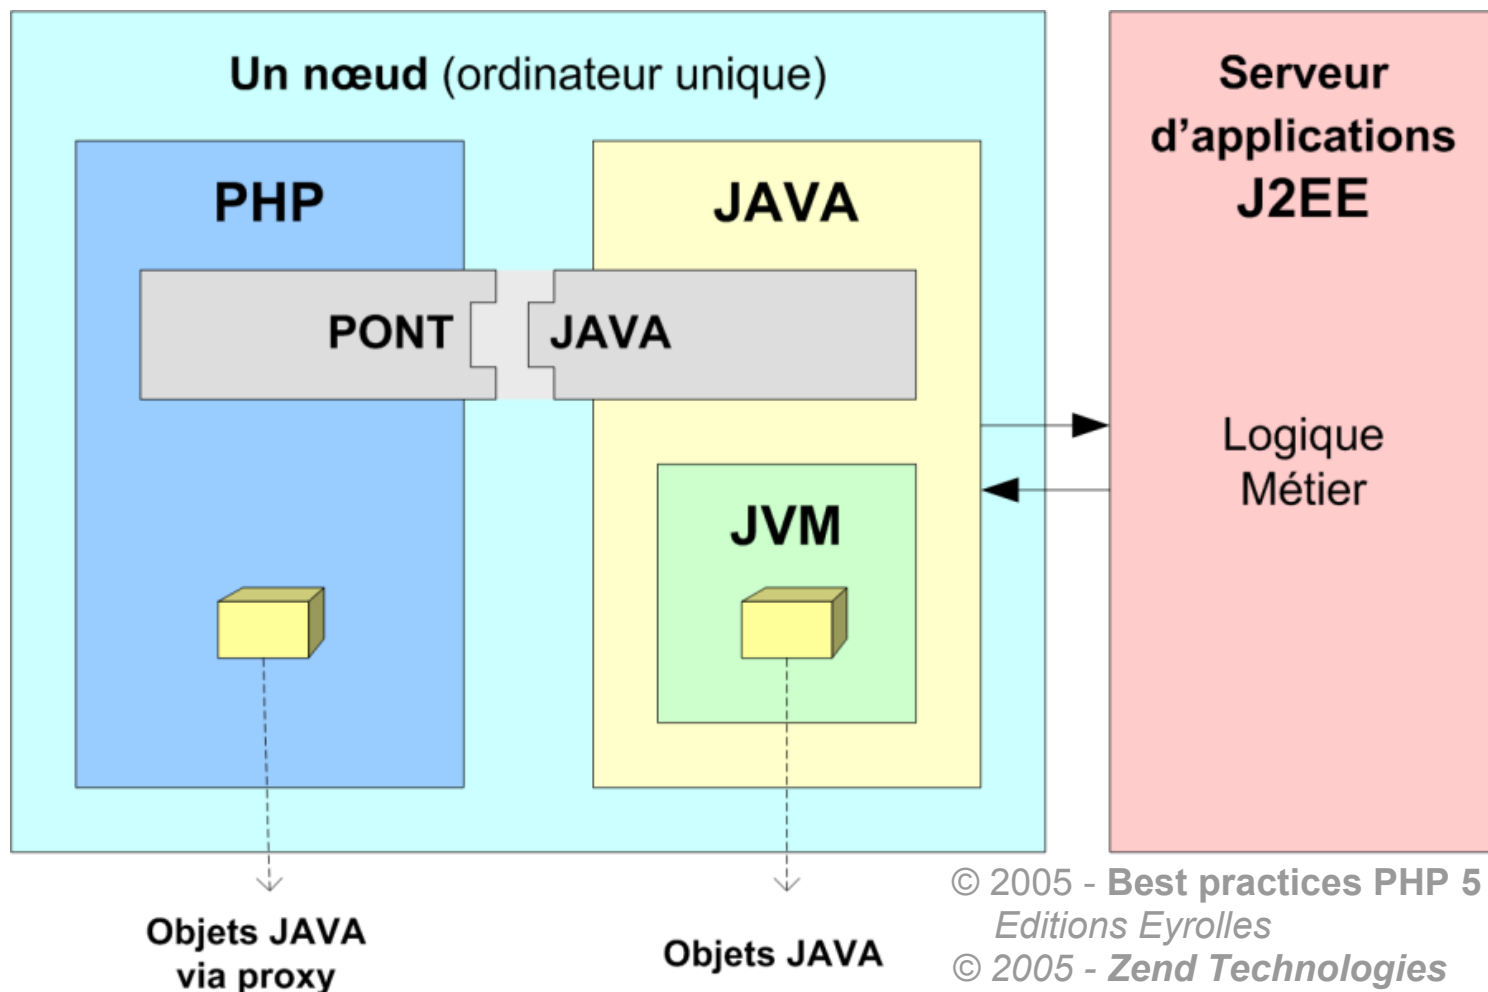 Un nœud (ordinateur unique)
PHP
JAVA
PONT JAVA
JVM
Objets JAVA
via proxy
Objets JAVA
Serveur
d’applications
J2EE
Logique
Métier
© 2005 - Best practices PHP 5
Editions Eyrolles
© 2005 - Zend Technologies